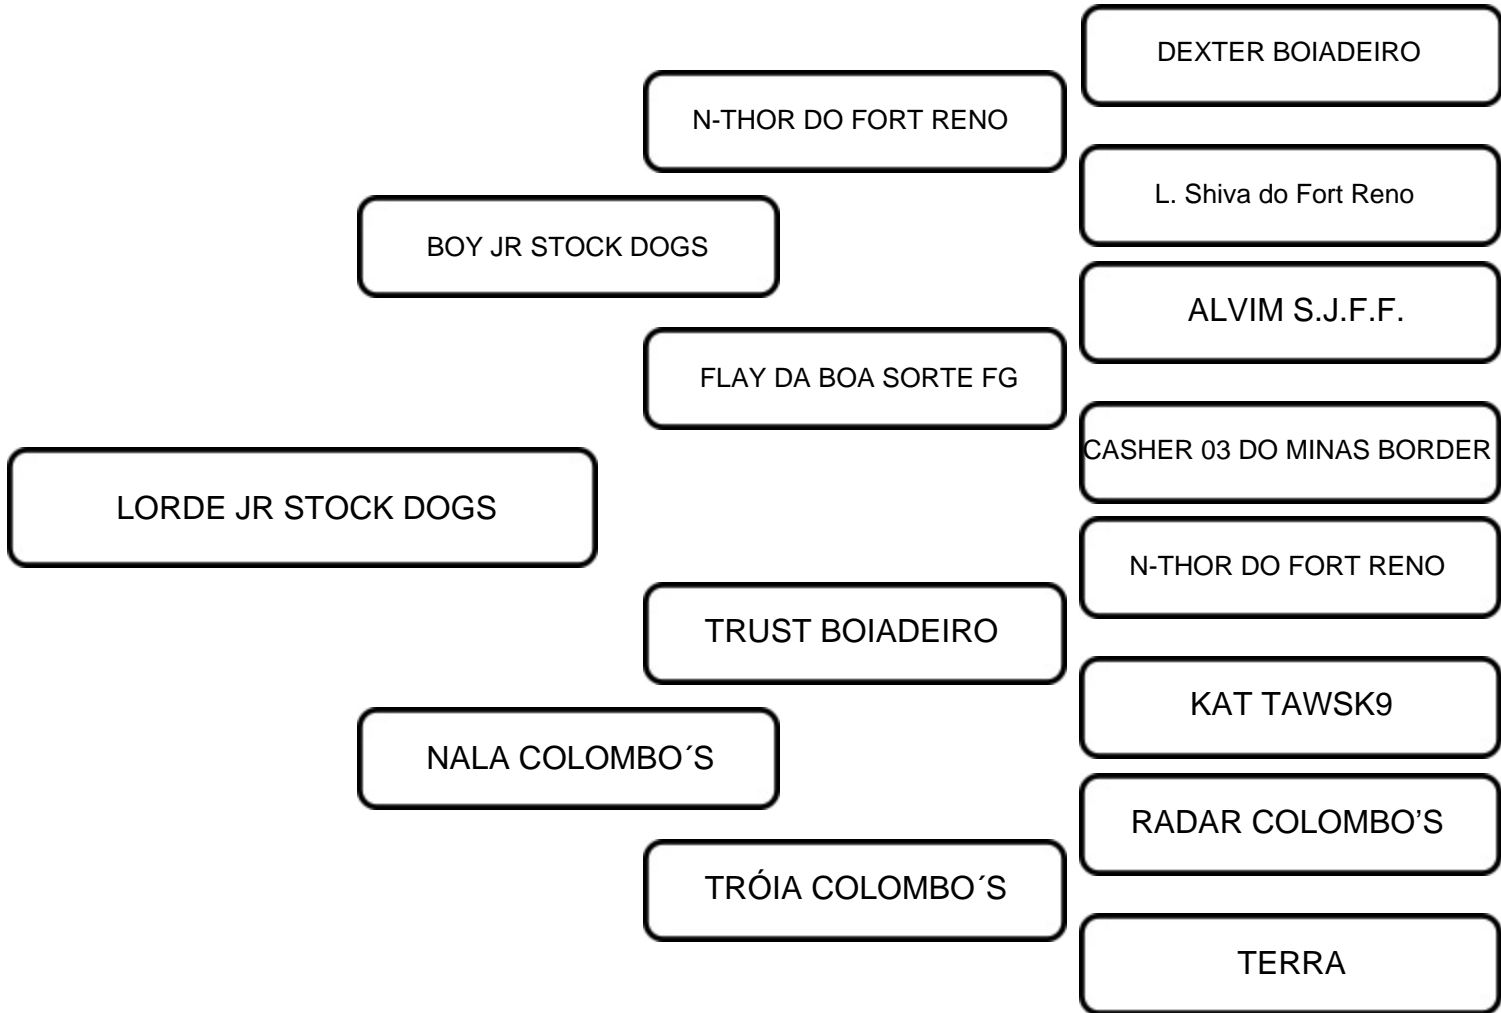 DEXTER BOIADEIRO
N-THOR DO FORT RENO
L. Shiva do Fort Reno
BOY JR STOCK DOGS
ALVIM S.J.F.F.
FLAY DA BOA SORTE FG
CASHER 03 DO MINAS BORDER
LORDE JR STOCK DOGS
N-THOR DO FORT RENO
TRUST BOIADEIRO
KAT TAWSK9
NALA COLOMBO´S
RADAR COLOMBO’S
TRÓIA COLOMBO´S
TERRA